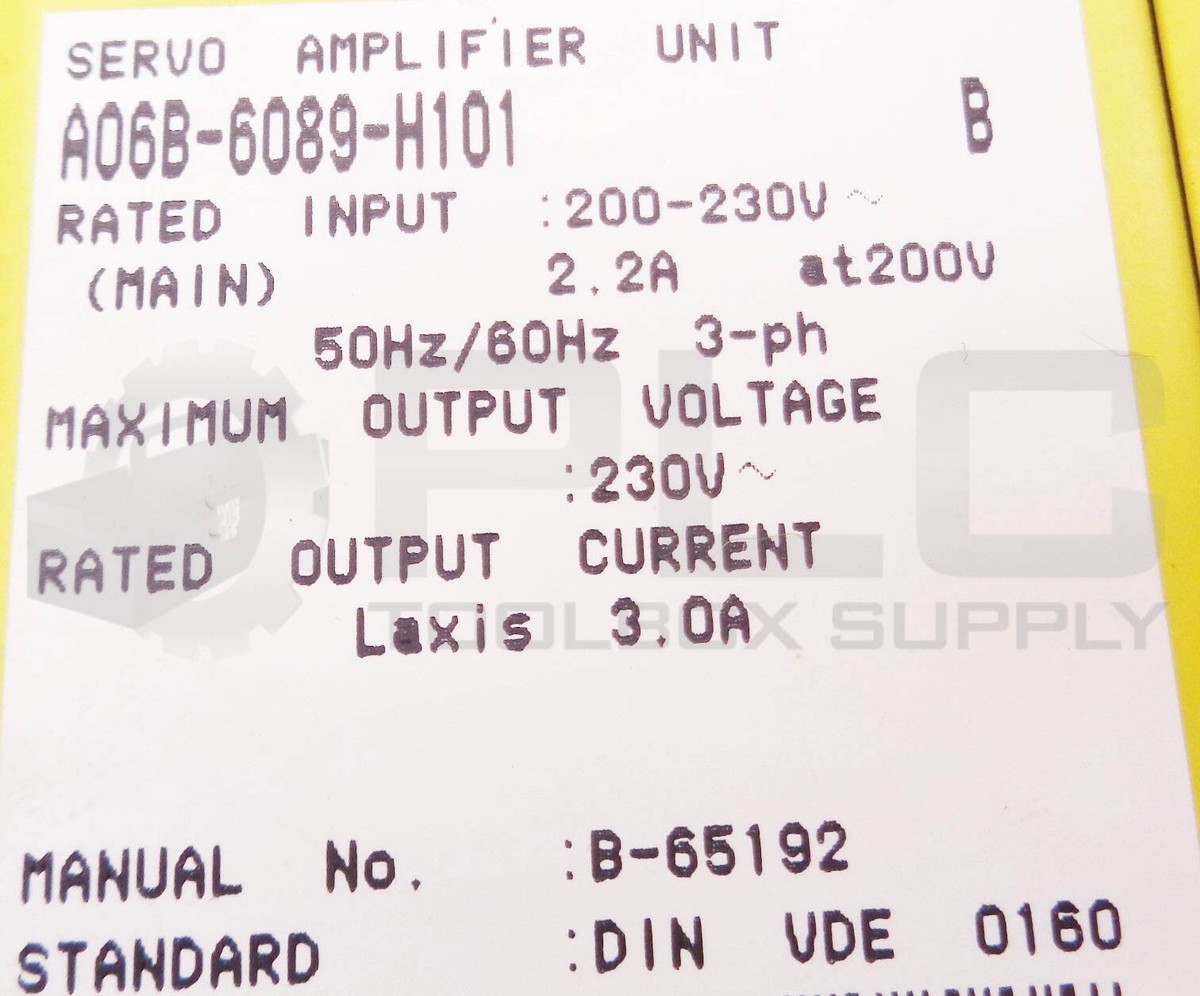 SERVO AMPLIFIER UNIT
A06B-6089-H101 B
RATED INPUT :200-230V~
(MAIN) 2.2A at200V
50Hz/60Hz 3-ph
MAXIMUM OUTPUT VOLTAGE
:230V~
RATED OUTPUT CURRENT
Laxis 3.0A
MANUAL No. :B-65192
STANDARD :DIN VDE 0160
PLC
TOOLBOX SUPPLY